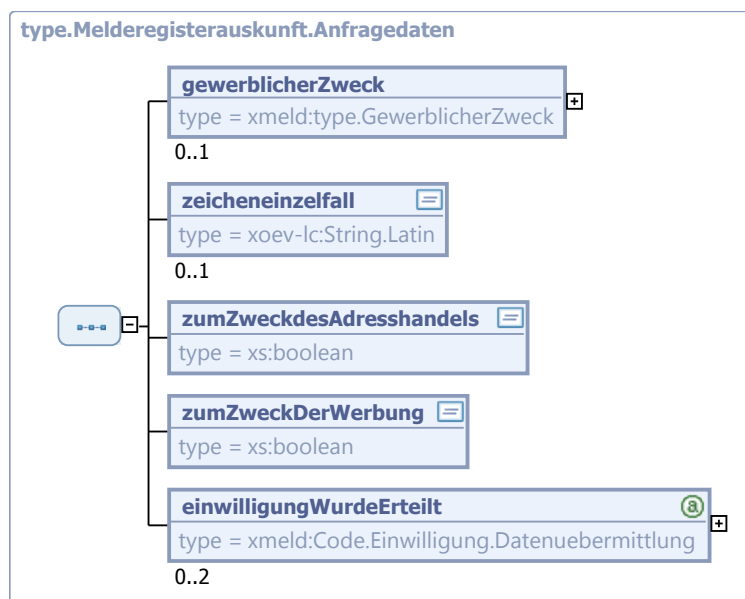 type.Melderegisterauskunft.Anfragedaten
gewerblicherZweck
type = xmeld:type.GewerblicherZweck
0..1
zeicheneinzelfall
type = xoev-lc:String.Latin
0..1
zumZweckdesAdresshandels
type = xs:boolean
zumZweckDerWerbung
type = xs:boolean
einwilligungWurdeErteilt
a
type = xmeld:Code.Einwilligung.Datenuebermittlung
0..2